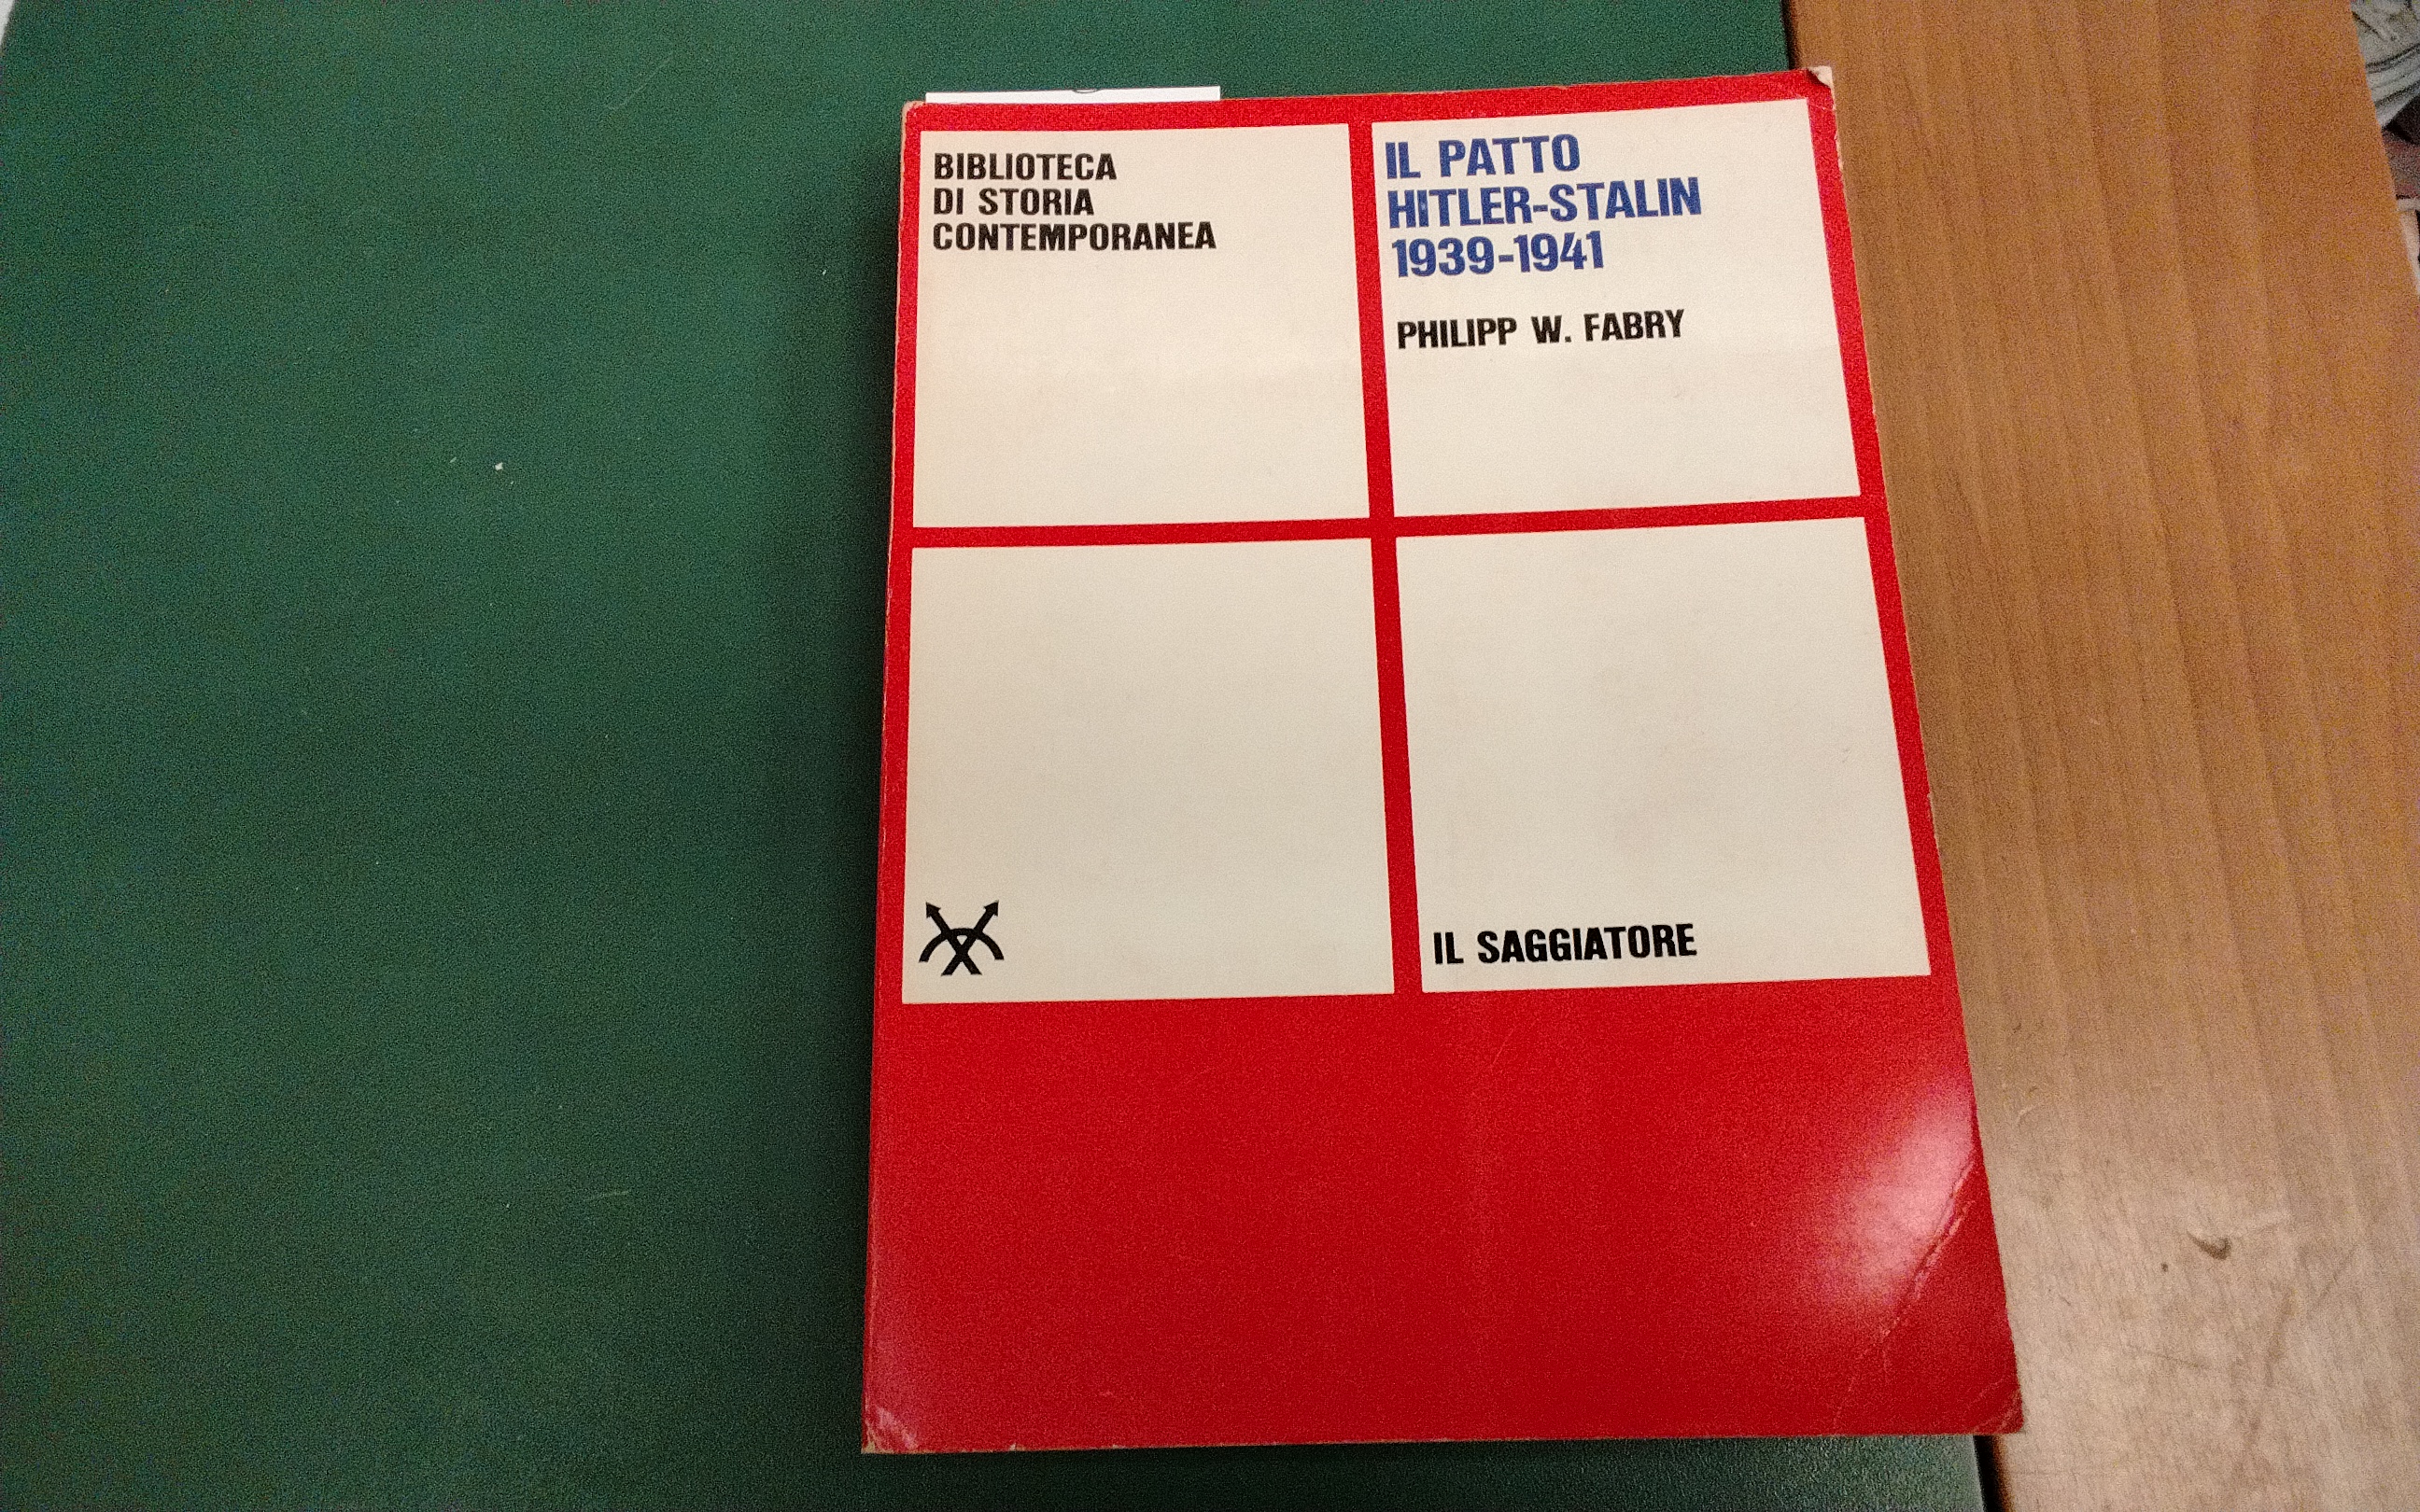 BIBLIOTECA
DI STORIA
CONTEMPORANEA
IL PATTO
HITLER-STALIN
1939-1941
PHILIPP W. FABRY
IL SAGGIATORE